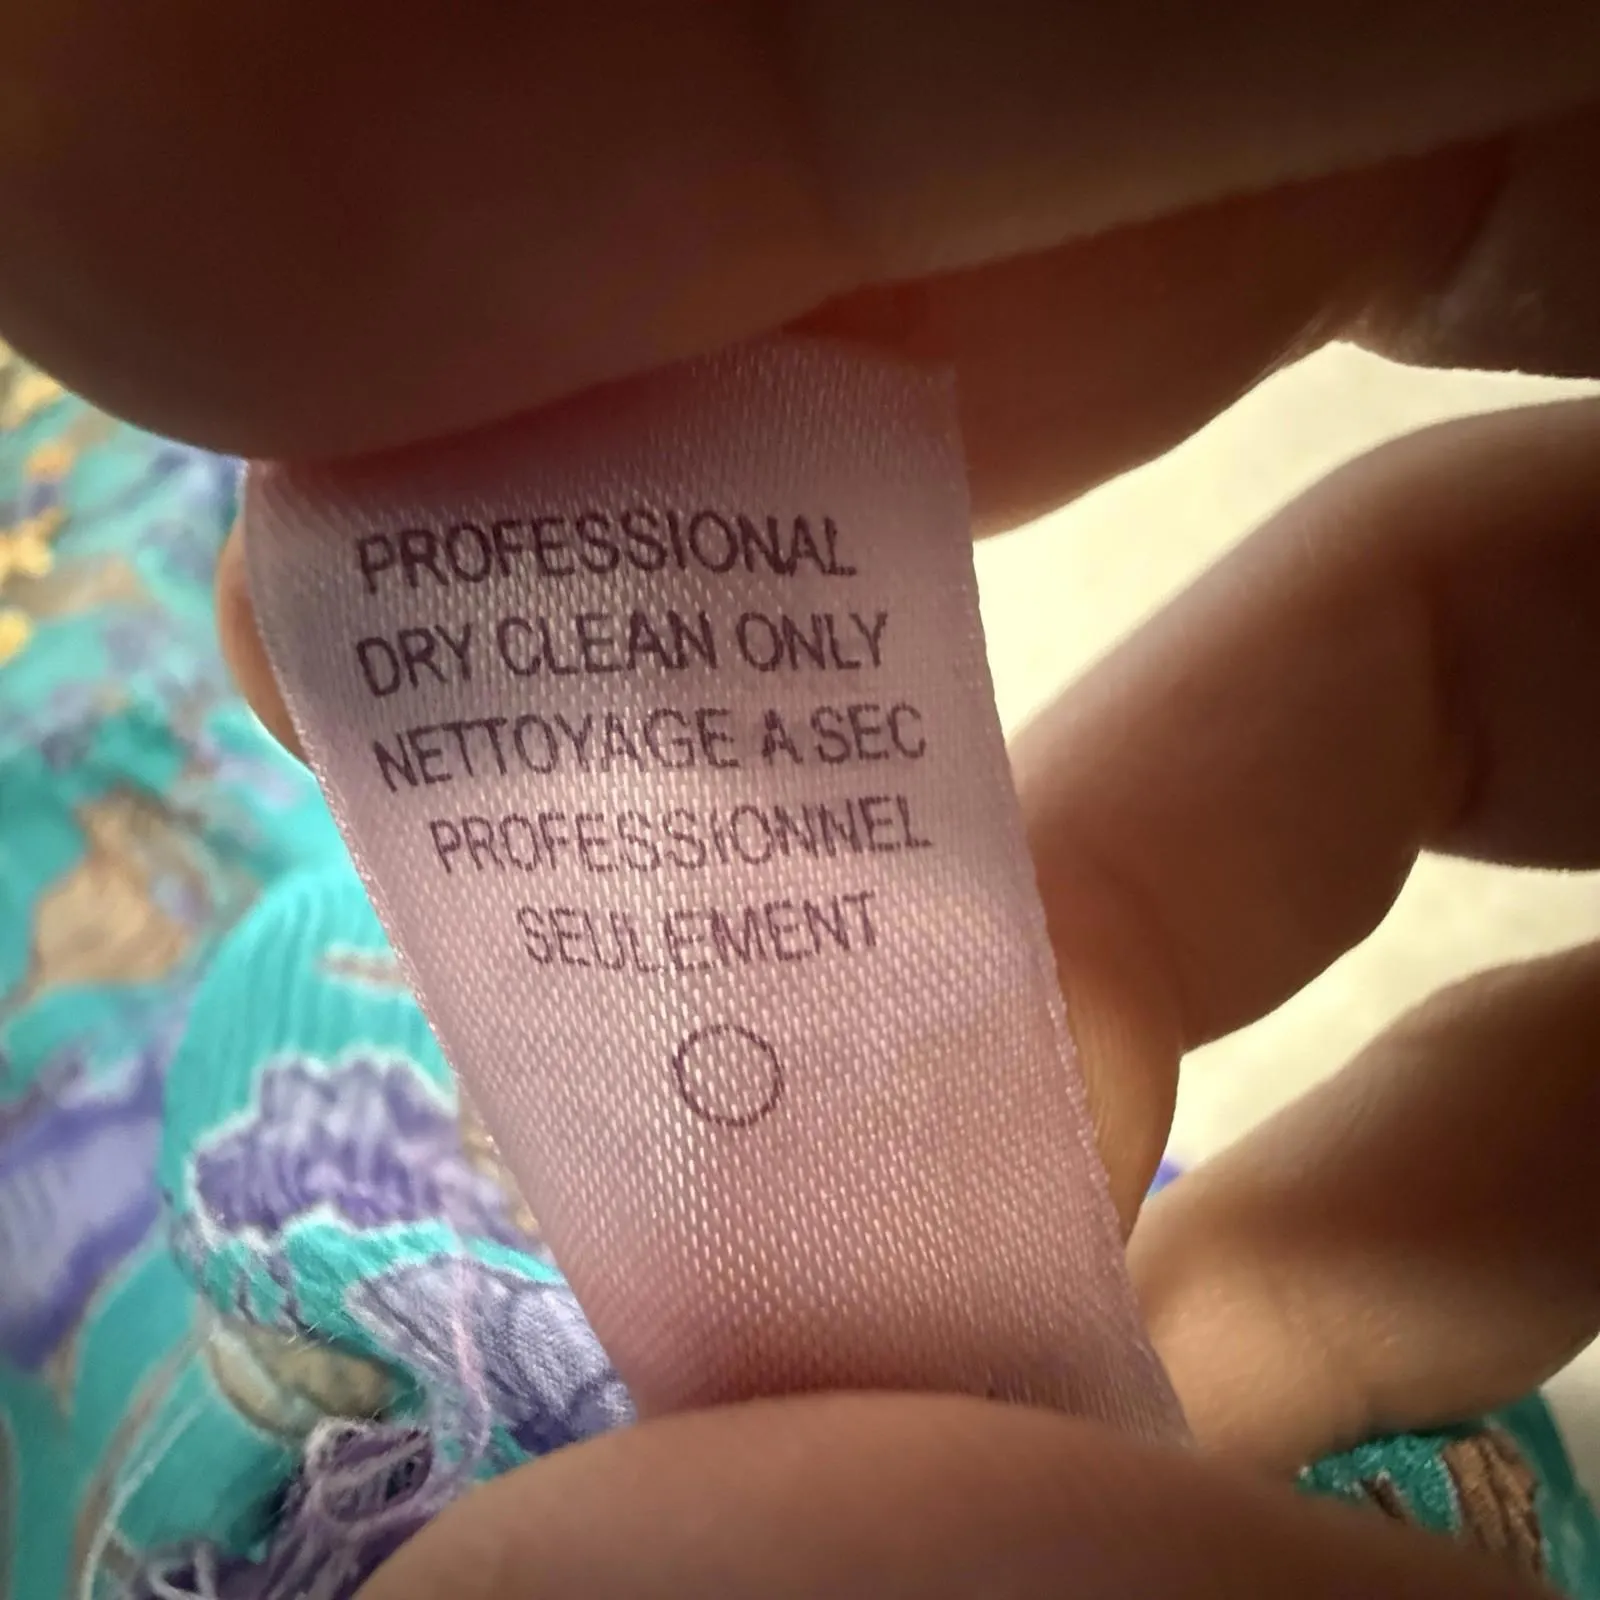 PROFESSIONAL
DRY CLEAN ONLY
NETTOYAGE A SEC
PROFESSIONNEL
SEULEMENT